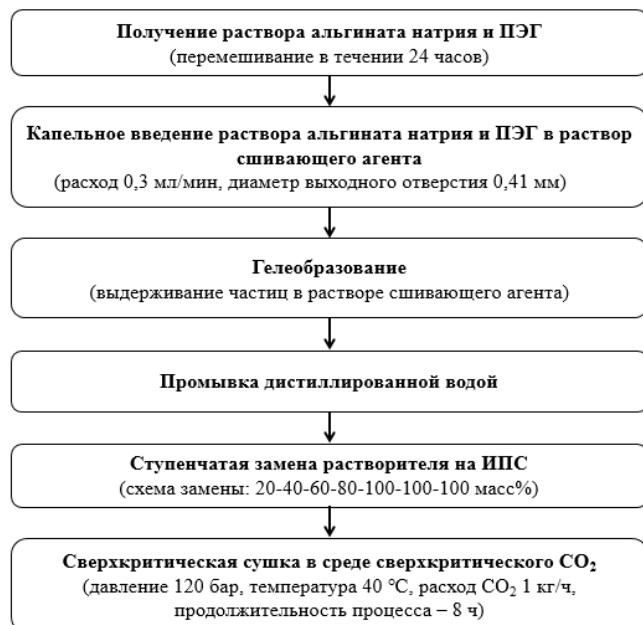 Получение раствора альгината натрия и ПЭГ
(перемешивание в течении 24 часов)
Капельное введение раствора альгината натрия и ПЭГ в раствор
сшивающего агента
(расход 0,3 мл/мин, диаметр выходного отверстия 0,41 мм)
Гелеобразование
(выдерживание частиц в растворе сшивающего агента)
Промывка дистиллированной водой
Ступенчатая замена растворителя на ИПС
(схема замены: 20-40-60-80-100-100-100 масс%)
Сверхкритическая сушка в среде сверхкритического CO₂
(давление 120 бар, температура 40 °C, расход CO₂ 1 кг/ч,
продолжительность процесса – 8 ч)